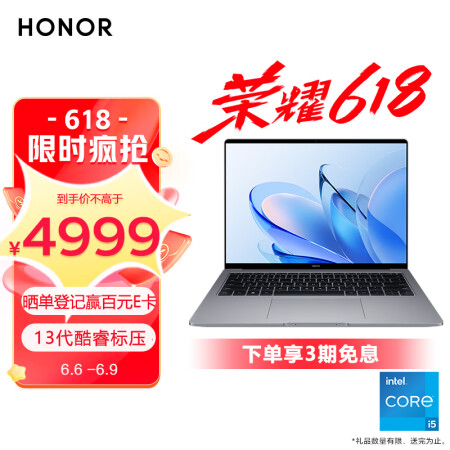 HONOR
荣耀618
-618-
限时疯抢
到手价不高于
¥4999
晒单登记赢百元E卡
13代酷睿标压
6.6 –6.9
下单享3期免息
intel
CORE
i5
*礼品数量有限，送完为止。